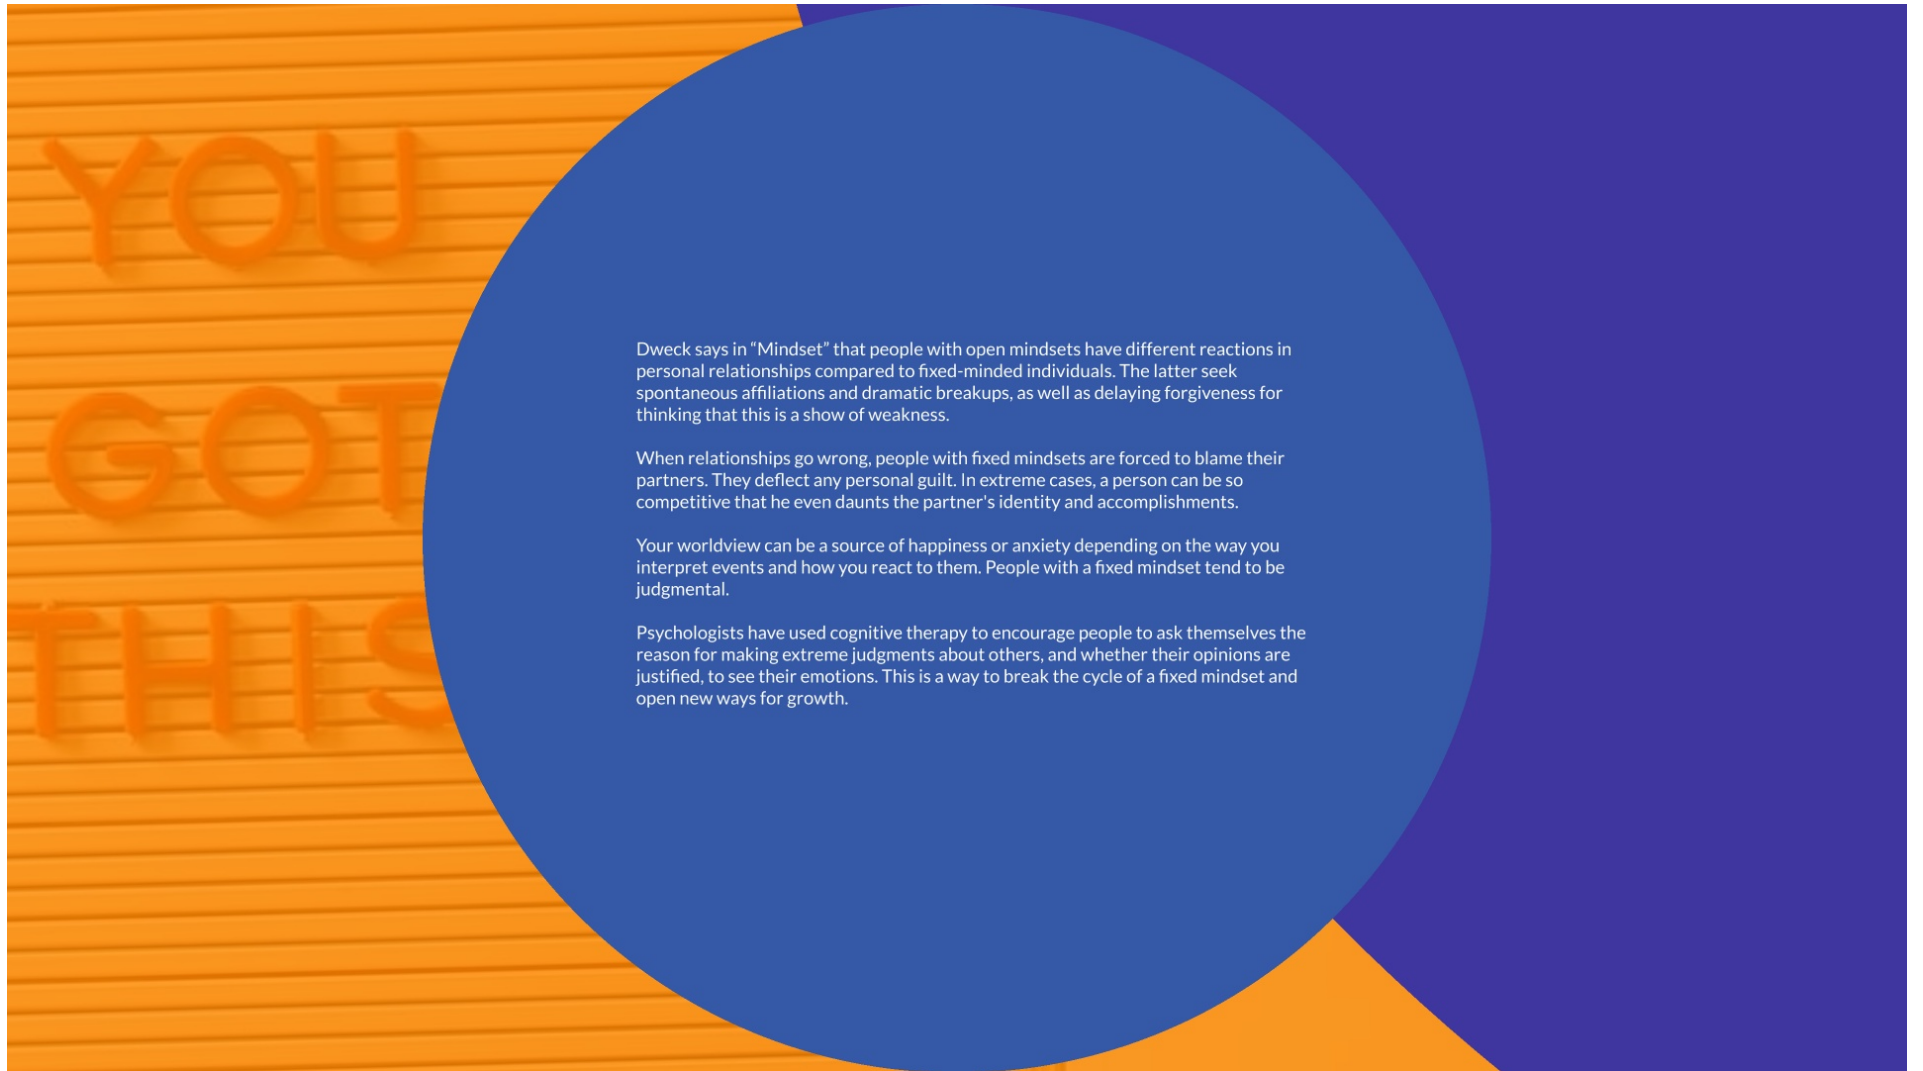 YOU
GOT
THIS
Dweck says in “Mindset” that people with open mindsets have different reactions in
personal relationships compared to fixed-minded individuals. The latter seek
spontaneous affiliations and dramatic breakups, as well as delaying forgiveness for
thinking that this is a show of weakness.
When relationships go wrong, people with fixed mindsets are forced to blame their
partners. They deflect any personal guilt. In extreme cases, a person can be so
competitive that he even daunts the partner's identity and accomplishments.
Your worldview can be a source of happiness or anxiety depending on the way you
interpret events and how you react to them. People with a fixed mindset tend to be
judgmental.
Psychologists have used cognitive therapy to encourage people to ask themselves the
reason for making extreme judgments about others, and whether their opinions are
justified, to see their emotions. This is a way to break the cycle of a fixed mindset and
open new ways for growth.